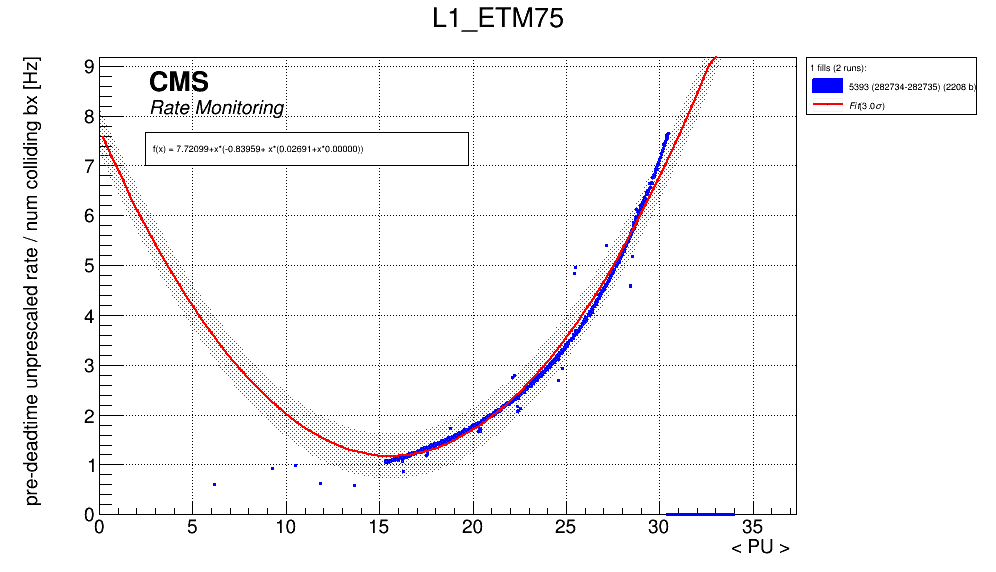 L1_ETM75
pre-deadtime unprescaled rate / num colliding bx [Hz]
9
8
7
6
5
4
3
2
1
0
CMS
Rate Monitoring
f(x) = 7.72099+x*(-0.83959+ x*(0.02691+x*0.00000))
0 5 10 15 20 25 30 35
< PU >
1 fills (2 runs):
5393 (282734-282735) (2208 b)
Fit(3.0σ)